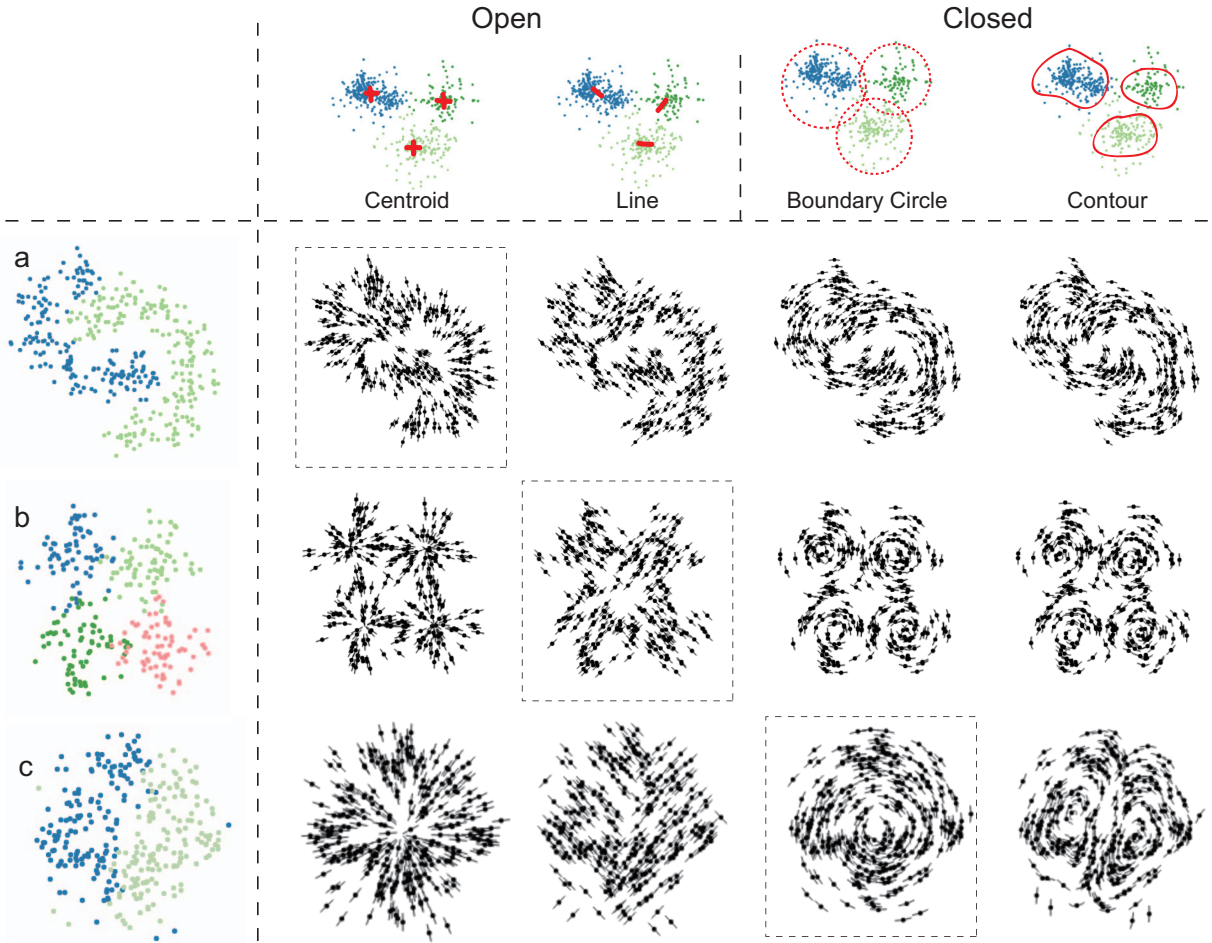 Open
Closed
Centroid
Line
Boundary Circle
Contour
a
b
c